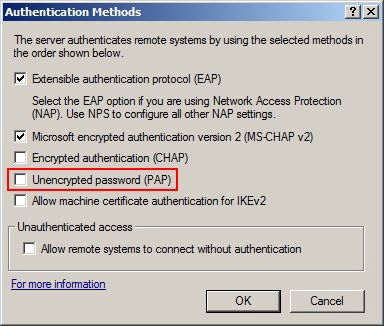 Authentication Methods
The server authenticates remote systems by using the selected methods in
the order shown below.
Extensible authentication protocol (EAP)
Select the EAP option if you are using Network Access Protection
(NAP). Use NPS to configure all other NAP settings.
Microsoft encrypted authentication version 2 (MS-CHAP v2)
Encrypted authentication (CHAP)
Unencrypted password (PAP)
Allow machine certificate authentication for IKEv2
Unauthenticated access
Allow remote systems to connect without authentication
For more information
OK
Cancel